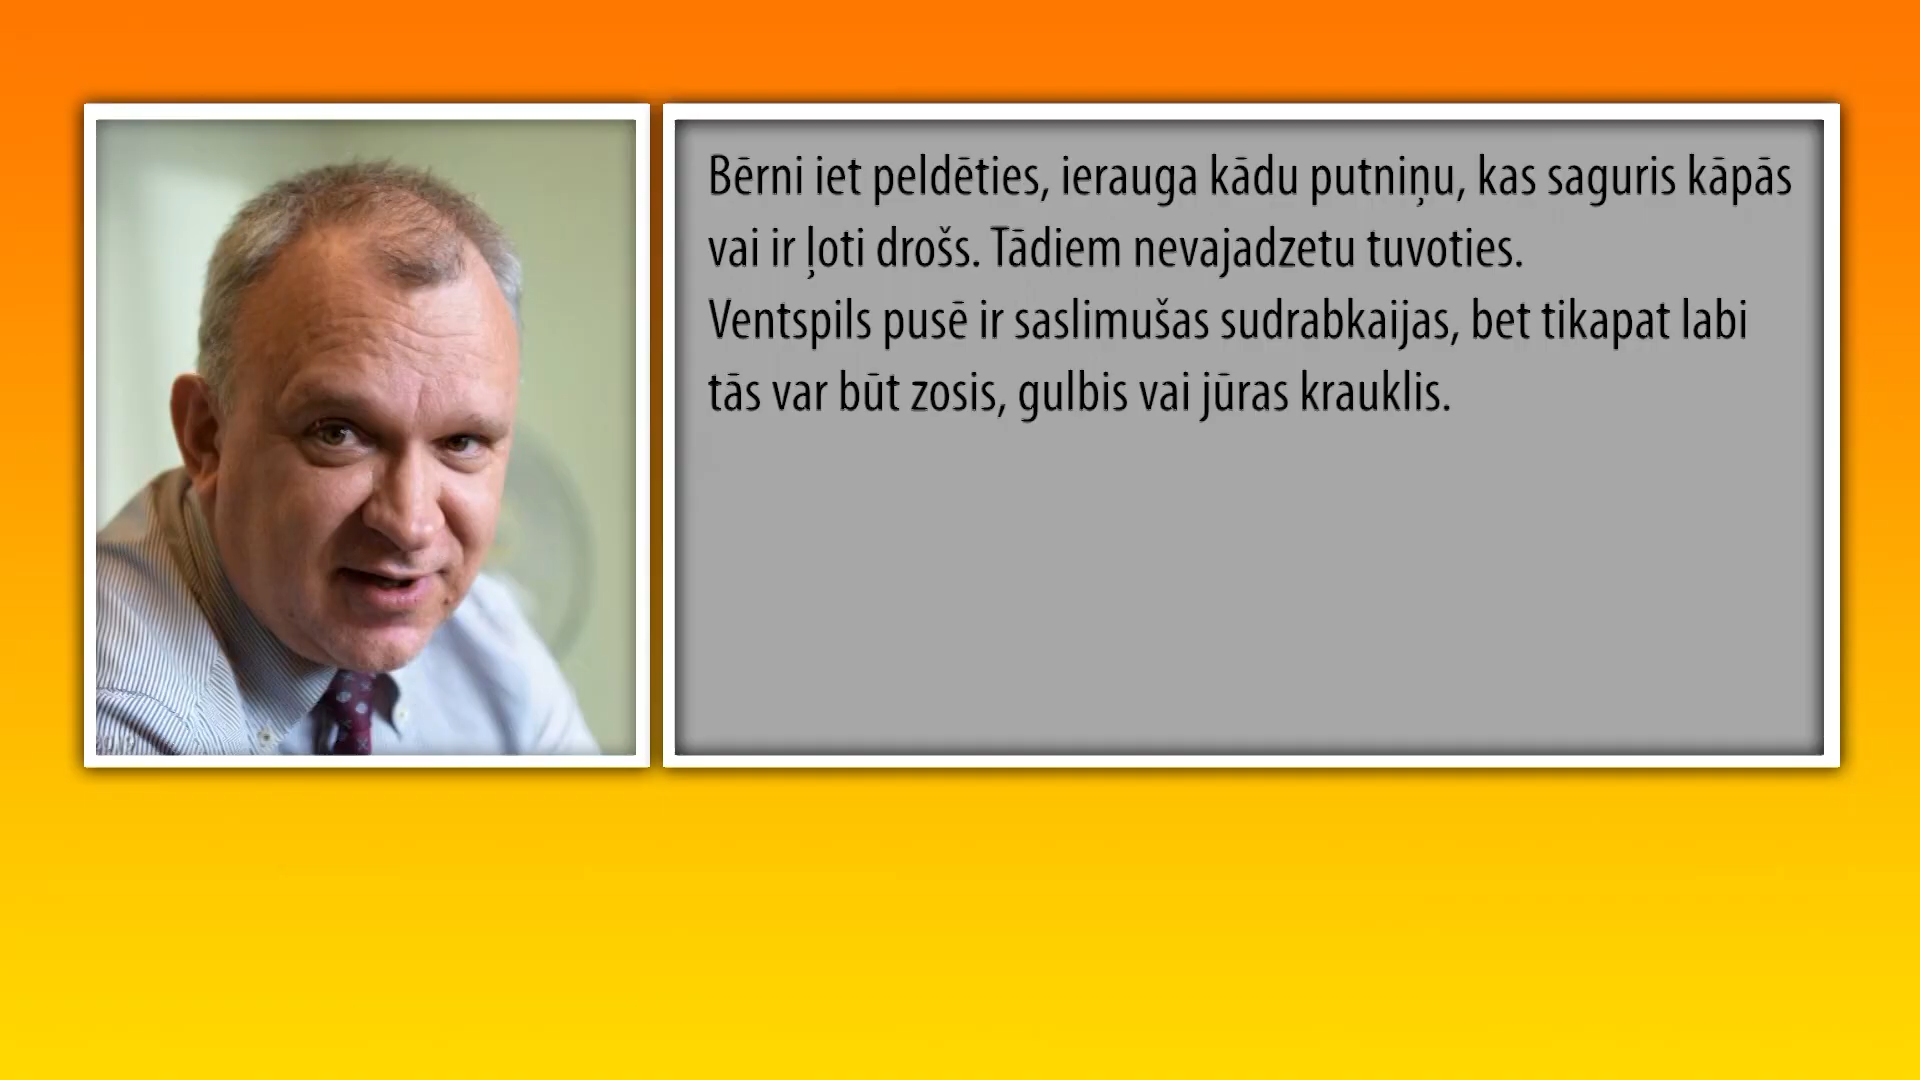 Bērni iet peldēties, ierauga kādu putniņu, kas saguris kāpās
vai ir ļoti drošs. Tādiem nevajadzetu tuvoties.
Ventspils pusē ir saslimušas sudrabkaijas, bet tikapat labi
tās var būt zosis, gulbis vai jūras krauklis.